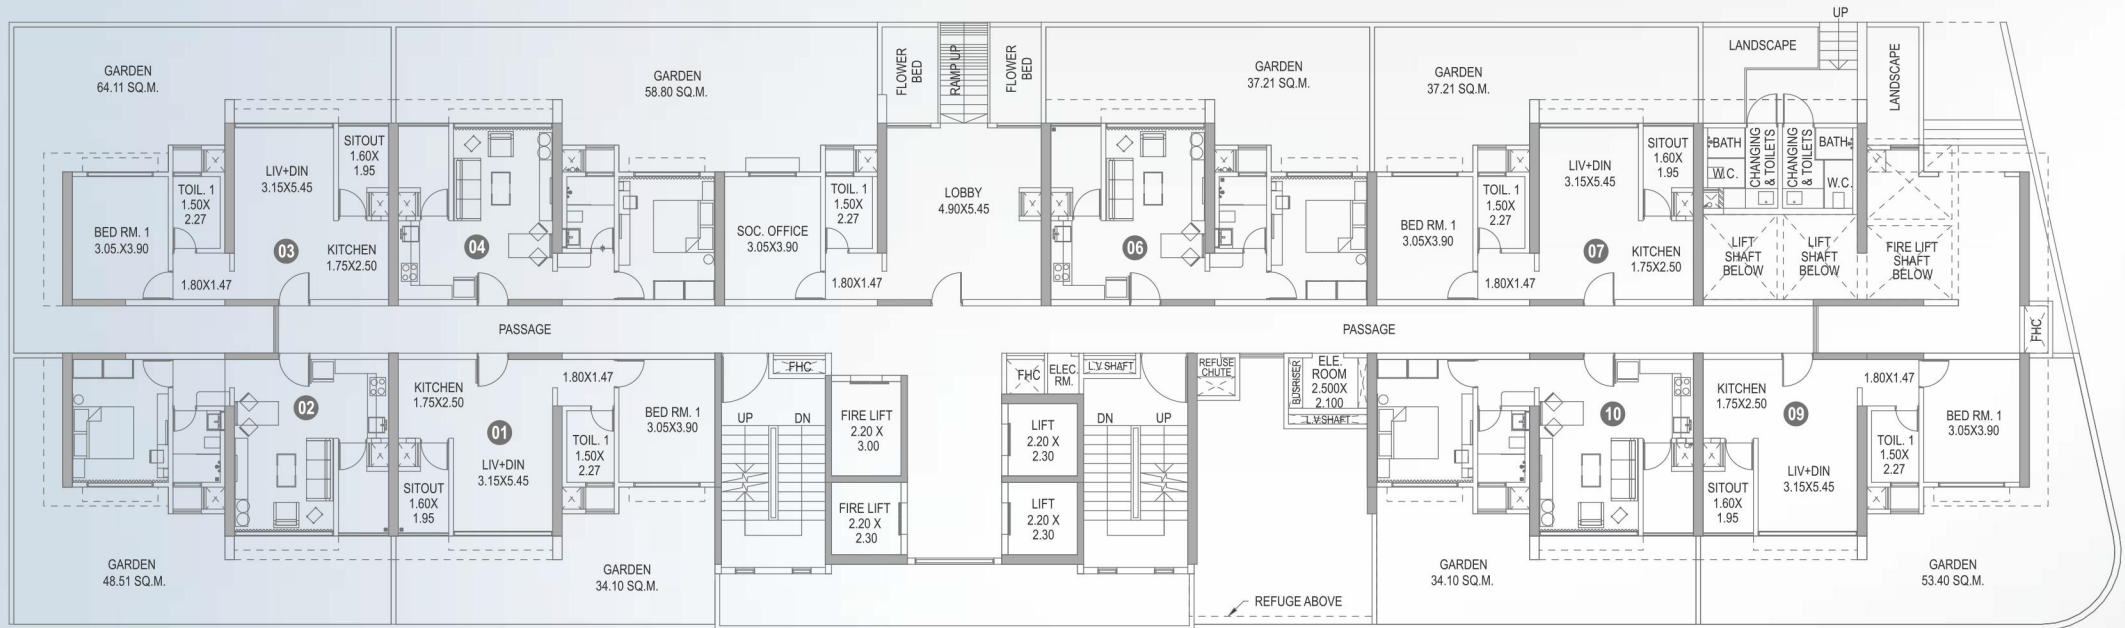 UP
GARDEN
64.11 SQ.M.
GARDEN
58.80 SQ.M.
FLOWER
BED
RAMP UP
FLOWER
BED
GARDEN
37.21 SQ.M.
GARDEN
37.21 SQ.M.
LANDSCAPE
LANDSCAPE
SITOUT
1.60X
1.95
LIV+DIN
3.15X5.45
TOIL. 1
1.50X
2.27
BED RM. 1
3.05.X3.90
03
KITCHEN
1.75X2.50
1.80X1.47
04
SOC. OFFICE
3.05X3.90
TOIL. 1
1.50X
2.27
1.80X1.47
LOBBY
4.90X5.45
06
BED RM. 1
3.05X3.90
TOIL. 1
1.50X
2.27
1.80X1.47
LIV+DIN
3.15X5.45
SITOUT
1.60X
1.95
07
KITCHEN
1.75X2.50
BATH
W.C.
CHANGING
& TOILETS
CHANGING
& TOILETS
BATH
W.C.
LIFT
SHAFT
BELOW
LIFT
SHAFT
BELOW
FIRE LIFT
SHAFT
BELOW
PASSAGE
PASSAGE
FHC
02
KITCHEN
1.75X2.50
01
LIV+DIN
3.15X5.45
SITOUT
1.60X
1.95
1.80X1.47
TOIL. 1
1.50X
2.27
BED RM. 1
3.05X3.90
FHC
UP
DN
FIRE LIFT
2.20 X
3.00
FIRE LIFT
2.20 X
2.30
FHC
ELEC.
RM.
L.V. SHAFT
LIFT
2.20 X
2.30
LIFT
2.20 X
2.30
DN
UP
REFUSE
CHUTE
BUSRISER
ELE.
ROOM
2.500X
2.100
L.V.SHAFT
10
KITCHEN
1.75X2.50
09
LIV+DIN
3.15X5.45
SITOUT
1.60X
1.95
1.80X1.47
TOIL. 1
1.50X
2.27
BED RM. 1
3.05X3.90
GARDEN
48.51 SQ.M.
GARDEN
34.10 SQ.M.
REFUGE ABOVE
GARDEN
34.10 SQ.M.
GARDEN
53.40 SQ.M.